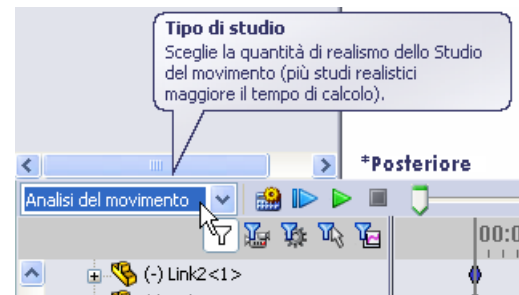 Tipo di studio
Sceglie la quantità di realismo dello Studio
del movimento (più studi realistici
maggiore il tempo di calcolo).
*Posteriore
Analisi del movimento
00:0
(-) Link2<1>